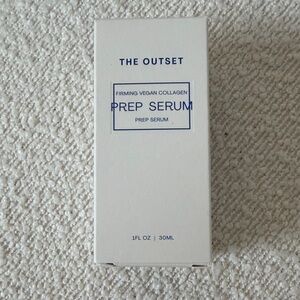 THE OUTSET
FIRMING VEGAN COLLAGEN
PREP SERUM
PREP SERUM
1FL OZ | 30ML